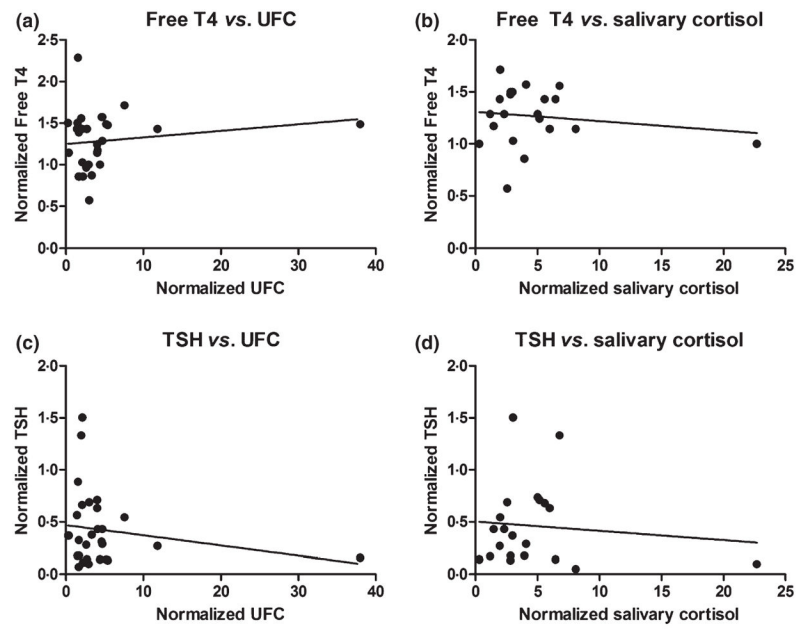 (a) Free T4 vs. UFC
Normalized Free T4
2·5
2·0
1·5
1·0
0·5
0·0
0 10 20 30 40
Normalized UFC
(b) Free T4 vs. salivary cortisol
Normalized Free T4
2·0
1·5
1·0
0·5
0·0
0 5 10 15 20 25
Normalized salivary cortisol
(c) TSH vs. UFC
Normalized TSH
2·0
1·5
1·0
0·5
0·0
0 10 20 30 40
Normalized UFC
(d) TSH vs. salivary cortisol
Normalized TSH
2·0
1·5
1·0
0·5
0·0
0 5 10 15 20 25
Normalized salivary cortisol